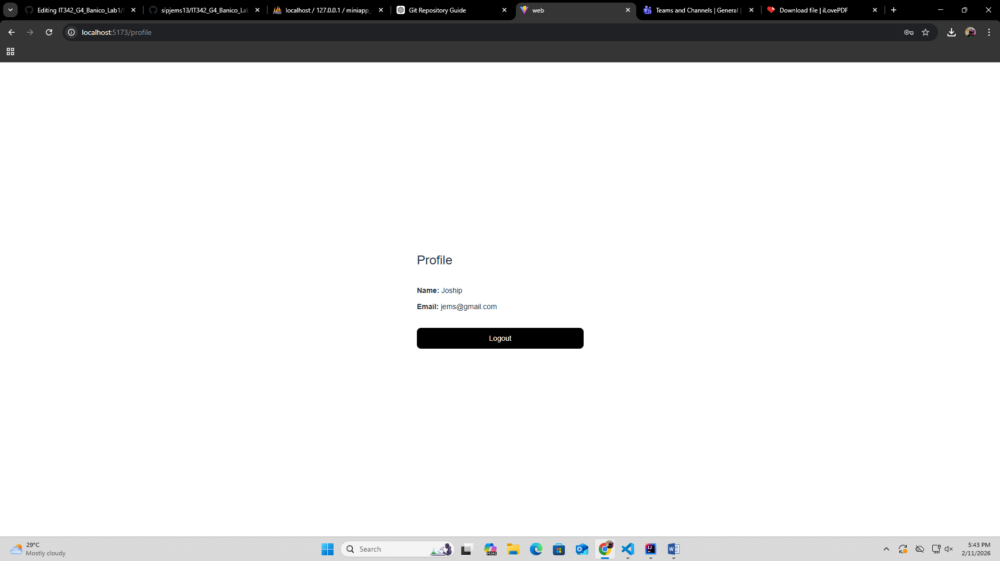 Editing IT342_G4_Banico_Lab1/
sipjems13/IT342_G4_Banico_La
localhost / 127.0.0.1 / miniapp_
Git Repository Guide
web
Teams and Channels | General |
Download file | iLovePDF
localhost:5173/profile
Profile
Name: Joship
Email: jems@gmail.com
Logout
29°C
Mostly cloudy
Search
M365
5:43 PM
2/11/2026